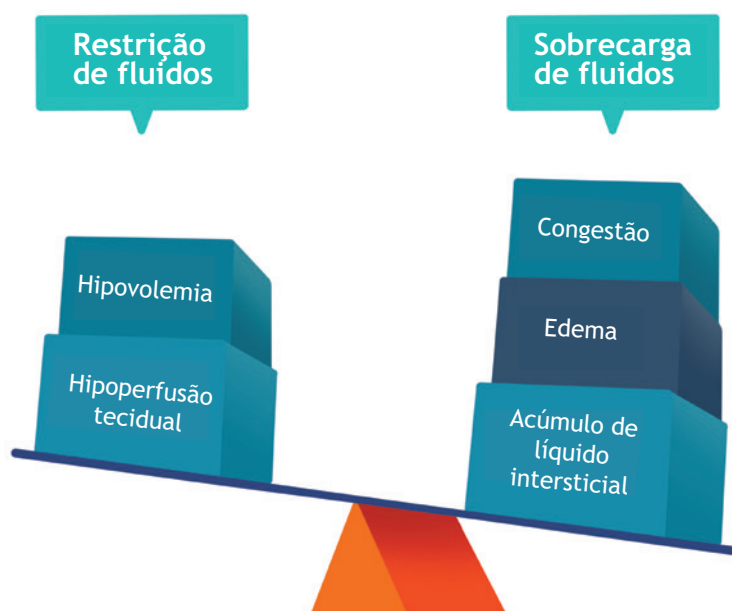 Restrição
de fluidos
Sobrecarga
de fluidos
Hipovolemia
Hipoperfusão
tecidual
Congestão
Edema
Acúmulo de
líquido
intersticial